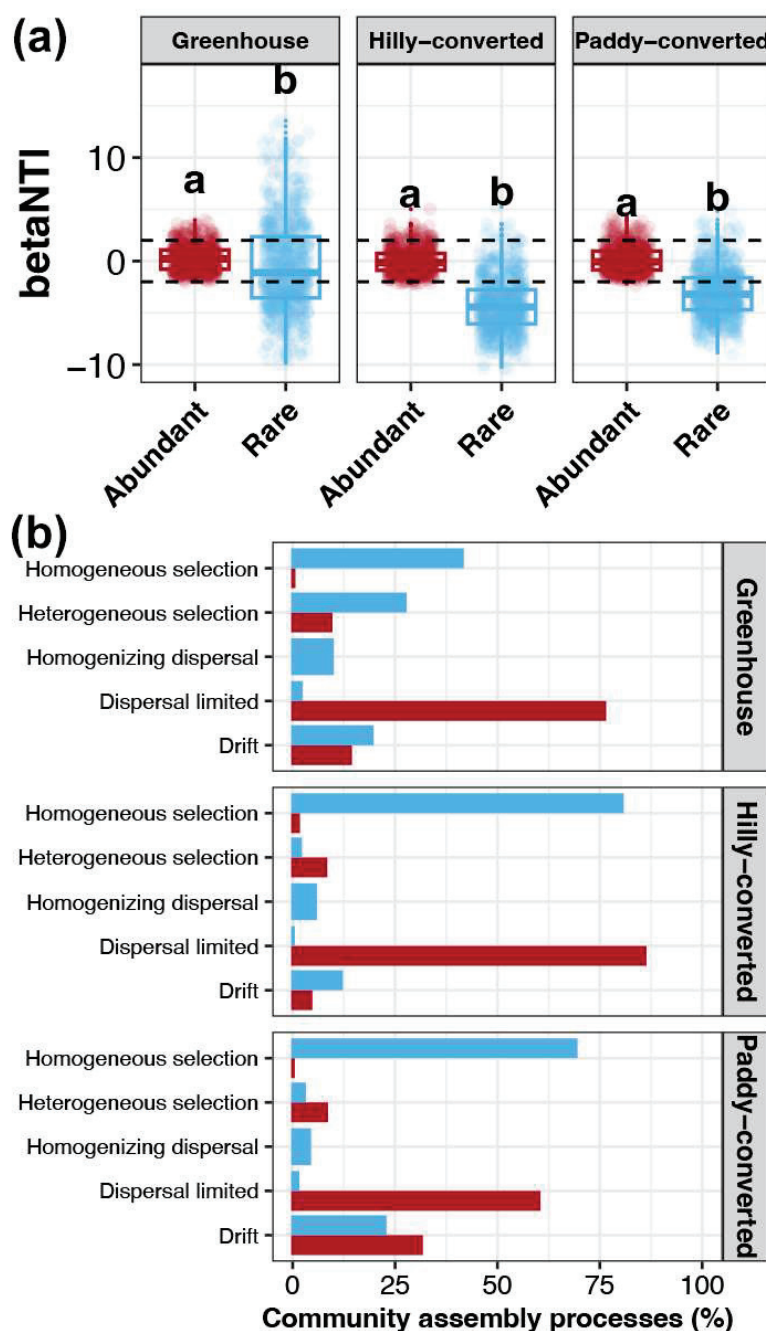 (a)
Greenhouse Hilly−converted Paddy−converted
b
a
a b
a b
betaNTI
10
0
−10
Abundant Rare Abundant Rare Abundant Rare
(b)
Homogeneous selection
Heterogeneous selection
Homogenizing dispersal
Dispersal limited
Drift
Greenhouse
Homogeneous selection
Heterogeneous selection
Homogenizing dispersal
Dispersal limited
Drift
Hilly−converted
Homogeneous selection
Heterogeneous selection
Homogenizing dispersal
Dispersal limited
Drift
Paddy−converted
0 25 50 75 100
Community assembly processes (%)